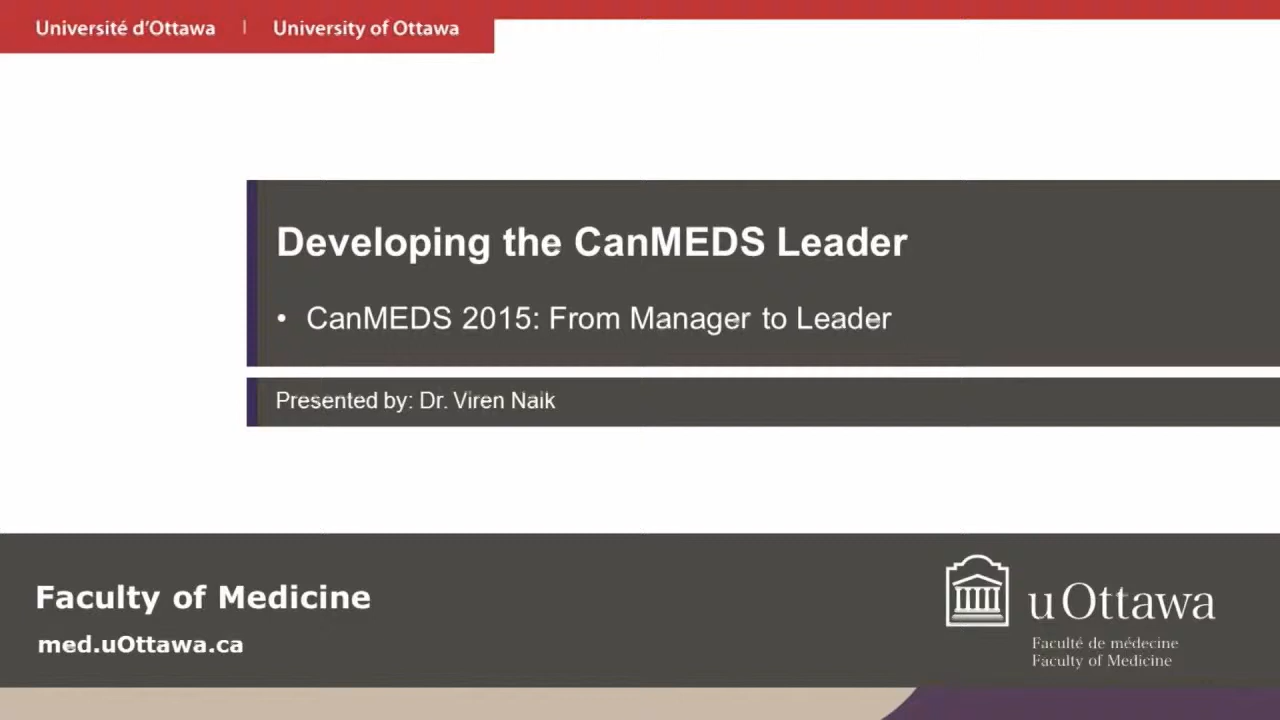 Université d'Ottawa | University of Ottawa
Developing the CanMEDS Leader
• CanMEDS 2015: From Manager to Leader
Presented by: Dr. Viren Naik
Faculty of Medicine
med.uOttawa.ca
uOttawa
Faculté de médecine
Faculty of Medicine